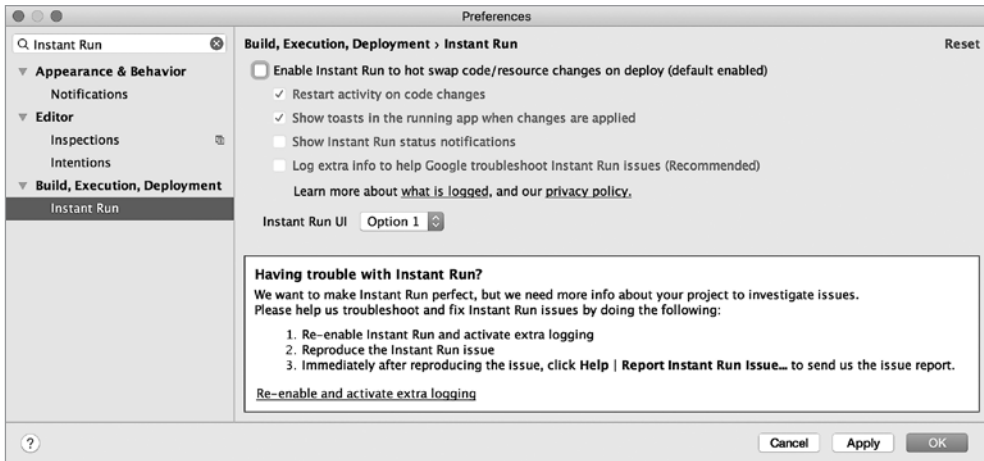 Preferences
Instant Run
Appearance & Behavior
Notifications
Editor
Inspections
Intentions
Build, Execution, Deployment
Instant Run
Build, Execution, Deployment › Instant Run
Reset
Enable Instant Run to hot swap code/resource changes on deploy (default enabled)
Restart activity on code changes
Show toasts in the running app when changes are applied
Show Instant Run status notifications
Log extra info to help Google troubleshoot Instant Run issues (Recommended)
Learn more about what is logged, and our privacy policy.
Instant Run UI Option 1
Having trouble with Instant Run?
We want to make Instant Run perfect, but we need more info about your project to investigate issues.
Please help us troubleshoot and fix Instant Run issues by doing the following:
1. Re-enable Instant Run and activate extra logging
2. Reproduce the Instant Run issue
3. Immediately after reproducing the issue, click Help | Report Instant Run Issue... to send us the issue report.
Re-enable and activate extra logging
?
Cancel Apply OK